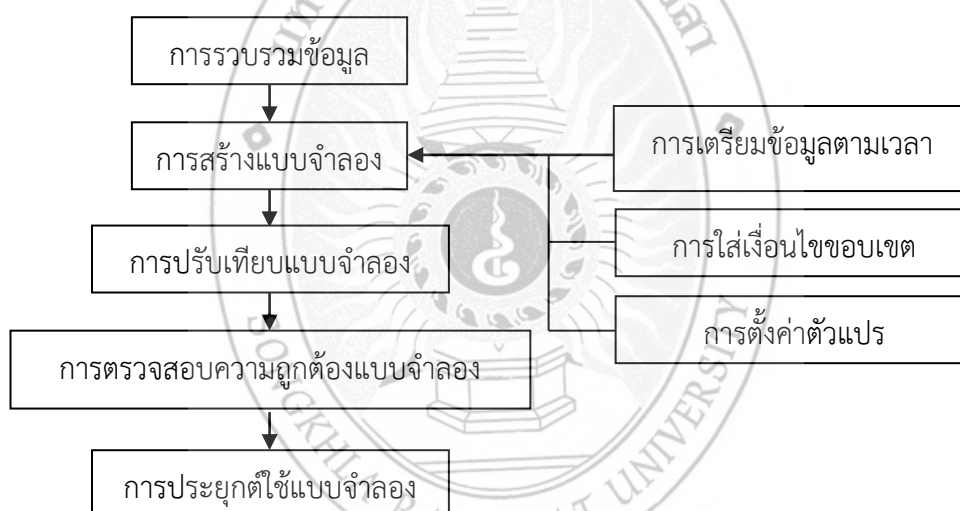 การรวบรวมข้อมูล
การสร้างแบบจำลอง
การปรับเทียบแบบจำลอง
การตรวจสอบความถูกต้องแบบจำลอง
การประยุกต์ใช้แบบจำลอง
การเตรียมข้อมูลตามเวลา
การใส่เงื่อนไขขอบเขต
การตั้งค่าตัวแปร
SONGKHLA RAJABHAT UNIVERSITY